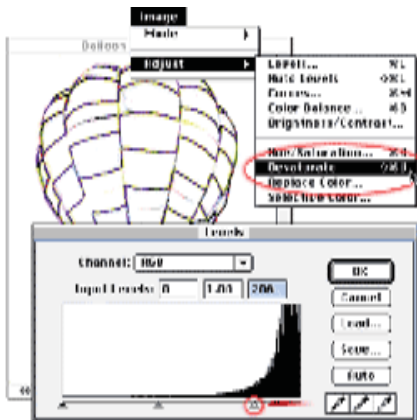 Image
Mode
Balloon
Adjust
Levels... ⌘L
Auto Levels ⇧⌘L
Curves... ⌘M
Color Balance... ⌘B
Brightness/Contrast...
Hue/Saturation... ⌘U
Desaturate ⇧⌘U
Replace Color...
Selective Color...
Levels
Channel: RGB
OK
Input Levels: 0 1.00 206
Cancel
Load...
Save...
Auto